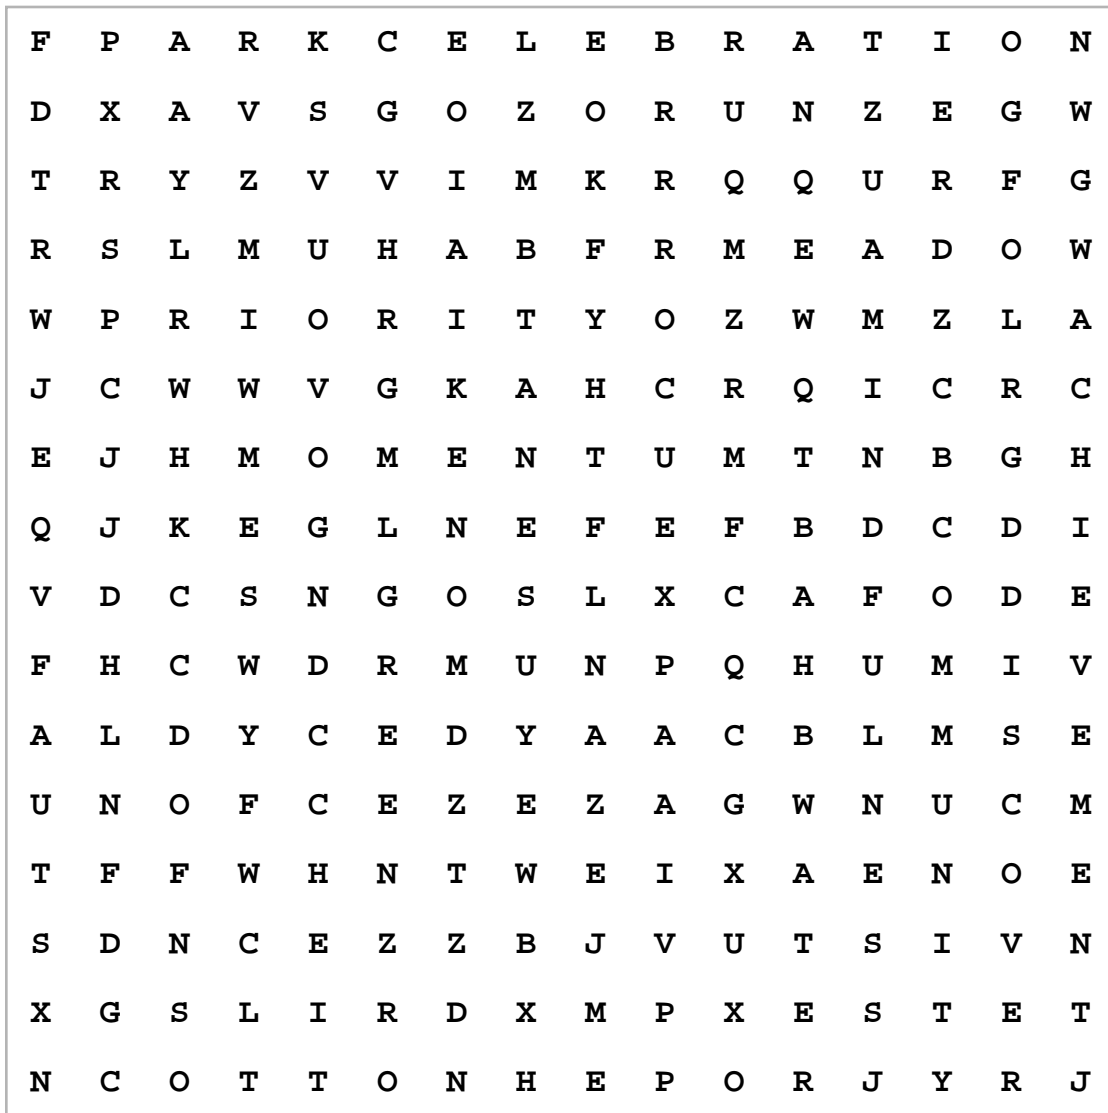 F P A R K C E L E B R A T I O N
D X A V S G O Z O R U N Z E G W
T R Y Z V V I M K R Q Q U R F G
R S L M U H A B F R M E A D O W
W P R I O R I T Y O Z W M Z L A
J C W W V G K A H C R Q I C R C
E J H M O M E N T U M T N B G H
Q J K E G L N E F E F B D C D I
V D C S N G O S L X C A F O D E
F H C W D R M U N P Q H U M I V
A L D Y C E D Y A A C B L M S E
U N O F C E Z E Z A G W N U C M
T F F W H N T W E I X A E N O E
S D N C E Z Z B J V U T S I V N
X G S L I R D X M P X E S T E T
N C O T T O N H E P O R J Y R J